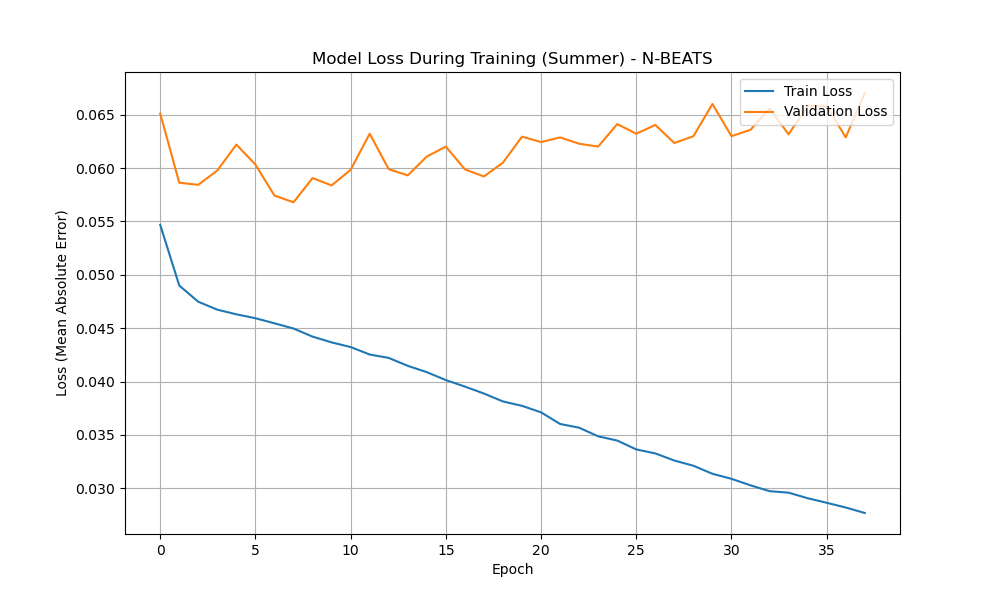 Model Loss During Training (Summer) - N-BEATS
Train Loss
Validation Loss
Loss (Mean Absolute Error)
0.065
0.060
0.055
0.050
0.045
0.040
0.035
0.030
0 5 10 15 20 25 30 35
Epoch